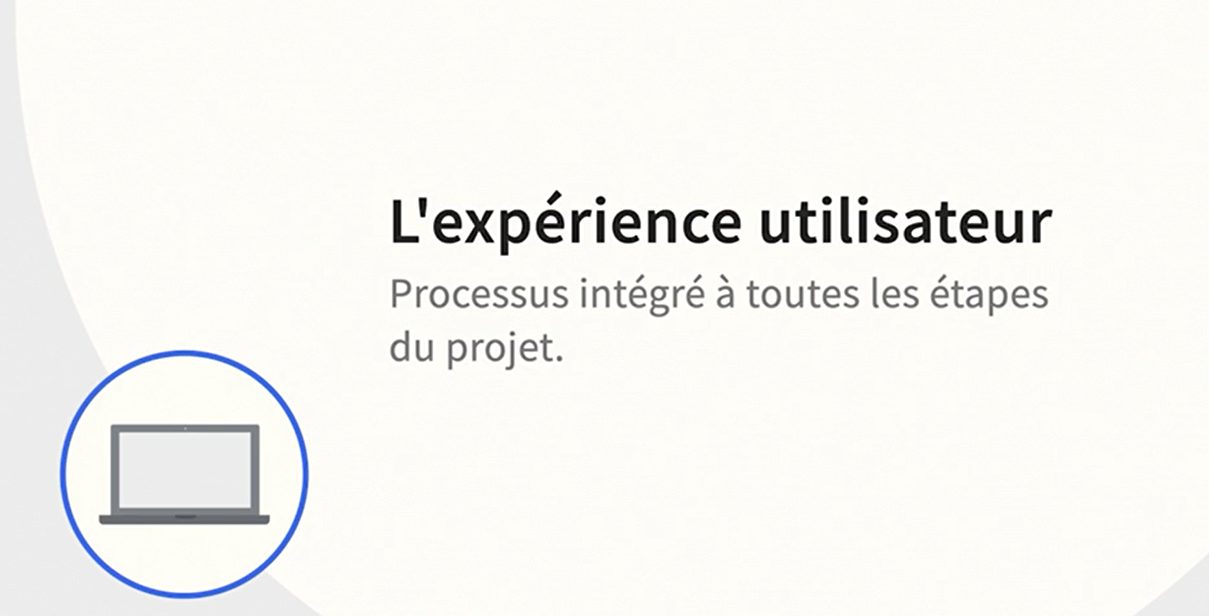 L'expérience utilisateur
Processus intégré à toutes les étapes
du projet.